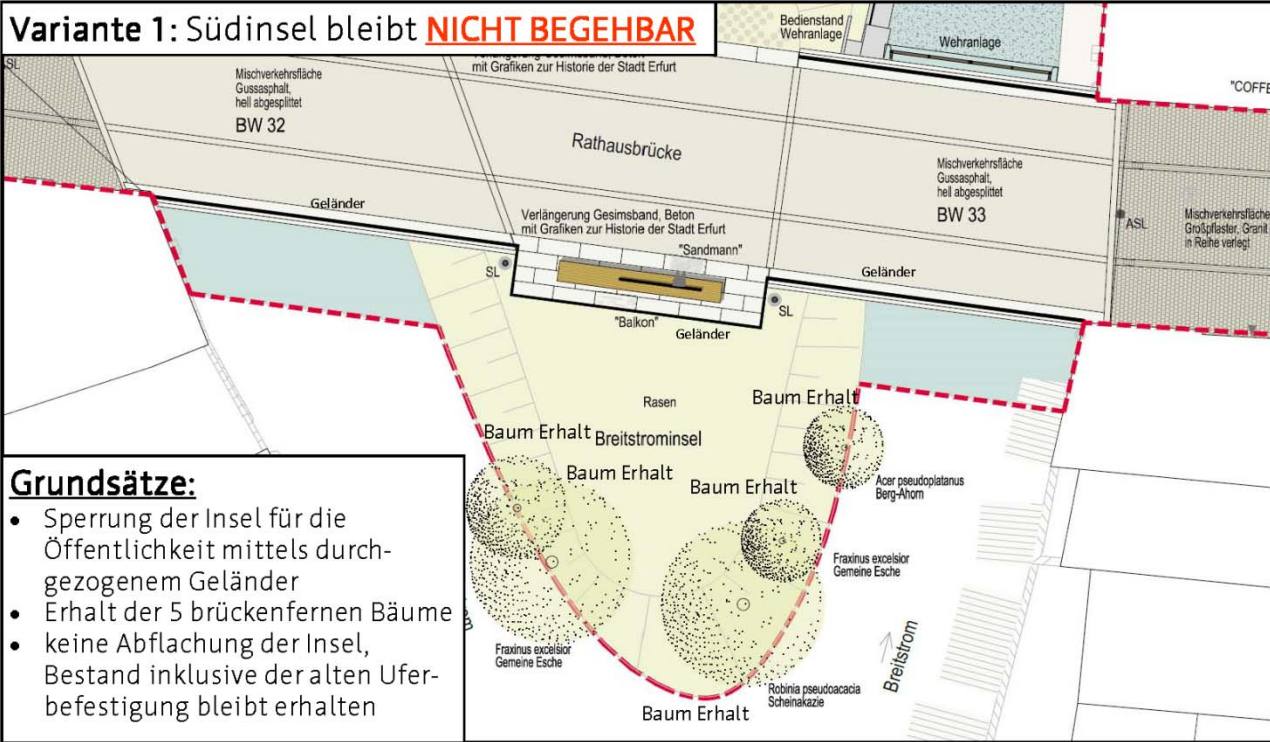 Variante 1: Südinsel bleibt NICHT BEGEHBAR
Bedienstand
Wehranlage
Wehranlage
mit Grafiken zur Historie der Stadt Erfurt
"COFFE
SL
Mischverkehrsfläche
Gussasphalt,
hell abgesplittet
BW 32
Rathausbrücke
Mischverkehrsfläche
Gussasphalt,
hell abgesplittet
BW 33
ASL
Mischverkehrsfläche
Großpflaster, Granit
in Reihe verlegt
Geländer
Verlängerung Gesimsband, Beton
mit Grafiken zur Historie der Stadt Erfurt
"Sandmann"
SL
Geländer
SL
"Balkon"
Geländer
Rasen
Baum Erhalt
Baum Erhalt
Breitstrominsel
Baum Erhalt
Baum Erhalt
Acer pseudoplatanus
Berg-Ahorn
Fraxinus excelsior
Gemeine Esche
Fraxinus excelsior
Gemeine Esche
Robinia pseudoacacia
Scheinakazie
Breitstrom
Baum Erhalt
Grundsätze:
• Sperrung der Insel für die
Öffentlichkeit mittels durch-
gezogenem Geländer
• Erhalt der 5 brückenfernen Bäume
• keine Abflachung der Insel,
Bestand inklusive der alten Ufer-
befestigung bleibt erhalten